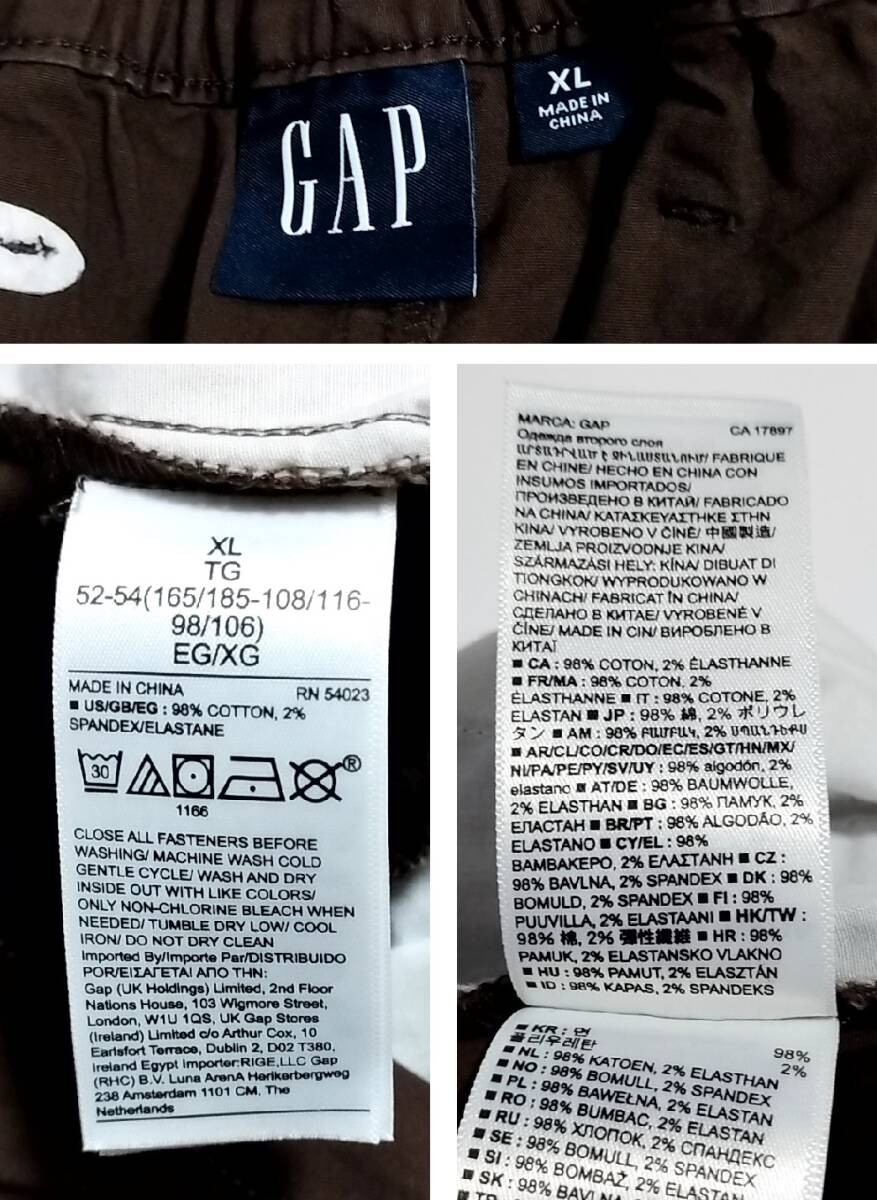 GAP
XL
MADE IN
CHINA
XL
TG
52-54(165/185-108/116-
98/106)
EG/XG
MADE IN CHINA RN 54023
■ US/GB/EG : 98% COTTON, 2%
SPANDEX/ELASTANE
30
®
1166
CLOSE ALL FASTENERS BEFORE
WASHING/ MACHINE WASH COLD
GENTLE CYCLE/ WASH AND DRY
INSIDE OUT WITH LIKE COLORS/
ONLY NON-CHLORINE BLEACH WHEN
NEEDED/ TUMBLE DRY LOW/ COOL
IRON/ DO NOT DRY CLEAN
Imported By/Importe Par/DISTRIBUIDO
POR/ΕΙΣΑΓΕΤΑΙ ΑΠΟ ΤΗΝ:
Gap (UK Holdings) Limited, 2nd Floor
Nations House, 103 Wigmore Street,
London, W1U 1QS, UK Gap Stores
(Ireland) Limited c/o Arthur Cox, 10
Earlsfort Terrace, Dublin 2, D02 T380,
Ireland Egypt Importer:RIGE,LLC Gap
(RHC) B.V. Luna ArenA Herikerbergweg
238 Amsterdam 1101 CM, The
Netherlands
MARCA: GAP CA 17897
Одежда второго слоя
FABRIQUE
EN CHINE/ HECHO EN CHINA CON
INSUMOS IMPORTADOS/
ПРОИЗВЕДЕНО В КИТАЙ/ FABRICADO
NA CHINA/ ΚΑΤΑΣΚΕΥΑΣΤΗΚΕ ΣΤΗΝ
ΚΙΝΑ/ VYROBENO V ČÍNĚ/ 中國製造/
ZEMLJA PROIZVODNJE KINA/
SZÁRMAZÁSI HELY: KÍNA/ DIBUAT DI
TIONGKOK/ WYPRODUKOWANO W
CHINACH/ FABRICAT ÎN CHINA/
СДЕЛАНО В КИТАЕ/ VYROBENÉ V
ČÍNE/ MADE IN CIN/ ВИРОБЛЕНО В
КИТАЇ
■ CA : 98% COTON, 2% ÉLASTHANNE
■ FR/MA : 98% COTON, 2%
ÉLASTHANNE ■ IT : 98% COTONE, 2%
ELASTAN ■ JP : 98% 綿, 2% ポリウレ
タン ■ AM : 98% ԲԱՄԲԱԿ, 2%
■ AR/CL/CO/CR/DO/EC/ES/GT/HN/MX/
NI/PA/PE/PY/SV/UY : 98% algodón, 2%
elastano ■ AT/DE : 98% BAUMWOLLE,
2% ELASTHAN ■ BG : 98% ПАМУК, 2%
ЕЛАСТАН ■ BR/PT : 98% ALGODÃO, 2%
ELASTANO ■ CY/EL : 98%
ΒΑΜΒΑΚΕΡΟ, 2% ΕΛΑΣΤΑΝΗ ■ CZ :
98% BAVLNA, 2% SPANDEX ■ DK : 98%
BOMULD, 2% SPANDEX ■ FI : 98%
PUUVILLA, 2% ELASTAANI ■ HK/TW :
98% 棉, 2% 彈性纖維 ■ HR : 98%
PAMUK, 2% ELASTANSKO VLAKNO
■ HU : 98% PAMUT, 2% ELASZTÁN
■ ID : 98% KAPAS, 2% SPANDEKS
■ KR : 면 98%
폴리우레탄 2%
■ NL : 98% KATOEN, 2% ELASTHAN
■ NO : 98% BOMULL, 2% SPANDEX
■ PL : 98% BAWEŁNA, 2% ELASTAN
■ RO : 98% BUMBAC, 2% ELASTAN
■ RU : 98% ХЛОПОК, 2% СПАНДЕКС
■ SE : 98% BOMULL, 2% SPANDEX
■ SI : 98% BOMBAŽ, 2% ELASTAN
■ SK : 98% BAVLNA, 2%